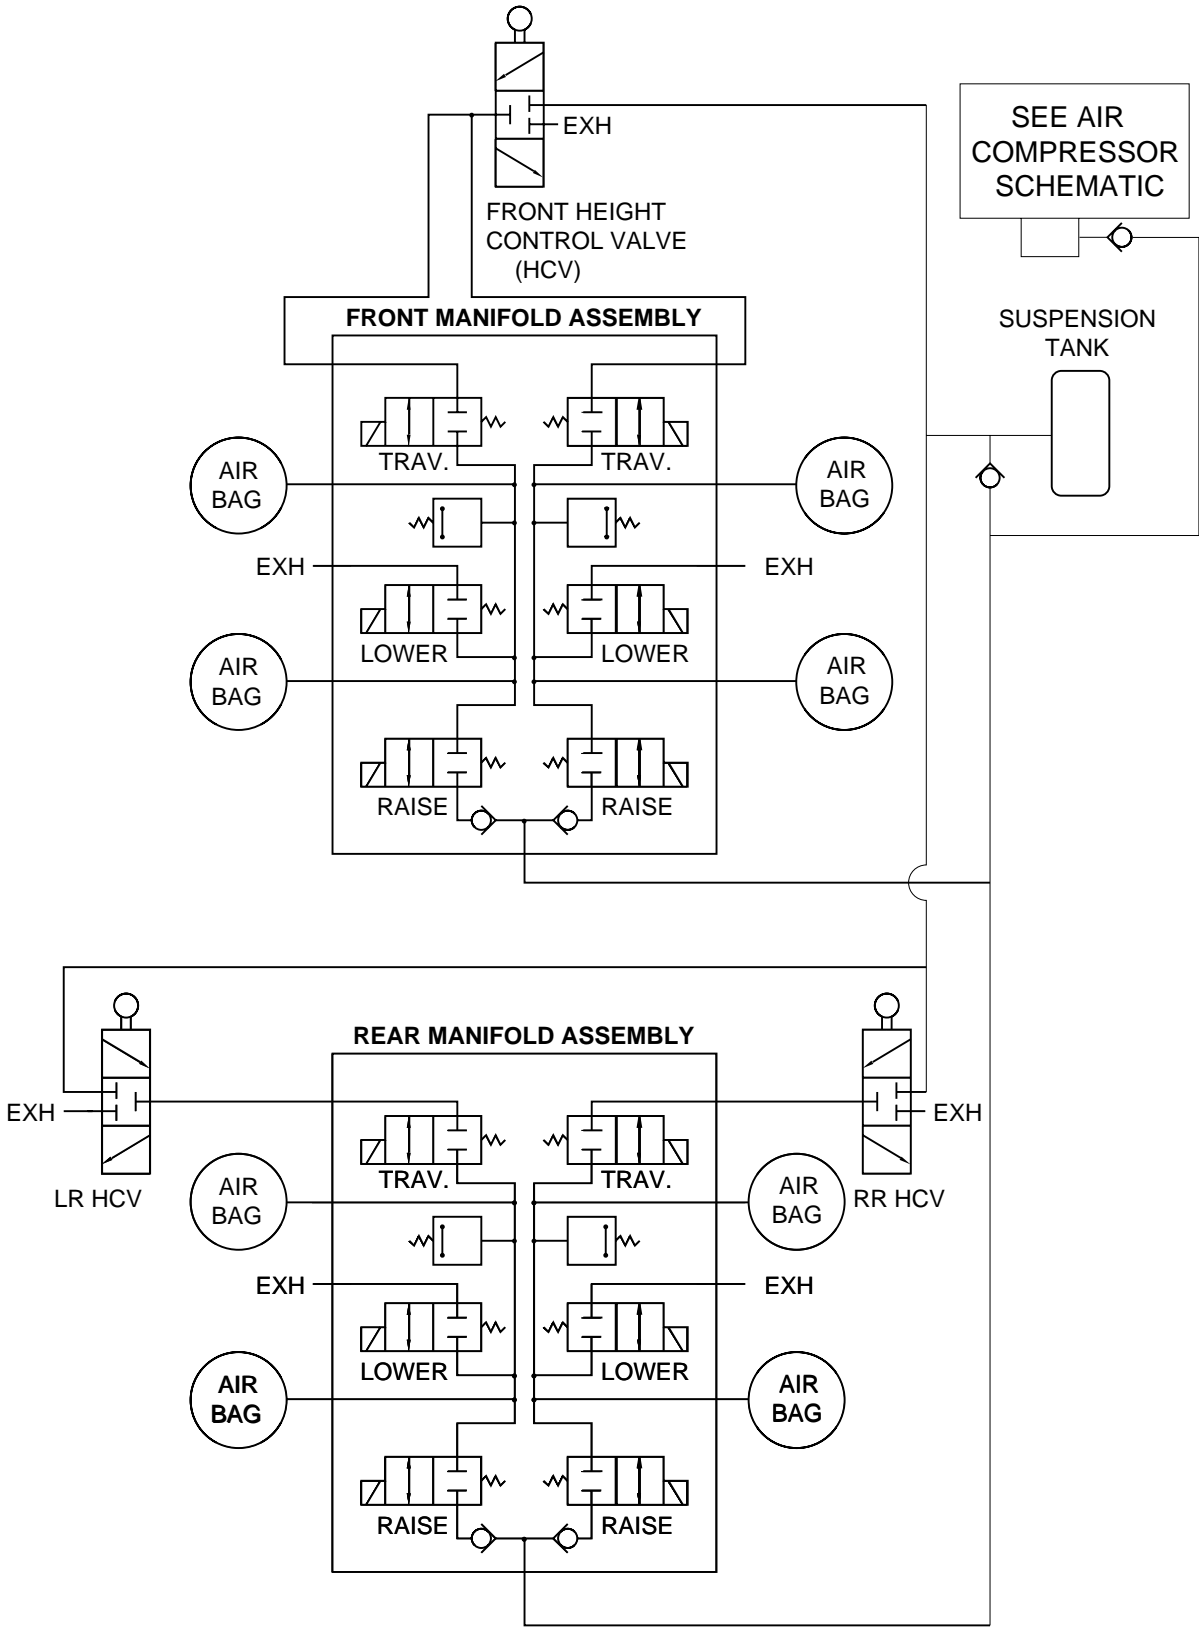 EXH
SEE AIR
COMPRESSOR
SCHEMATIC
FRONT HEIGHT
CONTROL VALVE
(HCV)
FRONT MANIFOLD ASSEMBLY
SUSPENSION
TANK
TRAV.
TRAV.
AIR
BAG
AIR
BAG
EXH
EXH
LOWER
LOWER
AIR
BAG
AIR
BAG
RAISE
RAISE
REAR MANIFOLD ASSEMBLY
EXH
EXH
TRAV.
TRAV.
LR HCV
AIR
BAG
AIR
BAG
RR HCV
EXH
EXH
LOWER
LOWER
AIR
BAG
AIR
BAG
RAISE
RAISE